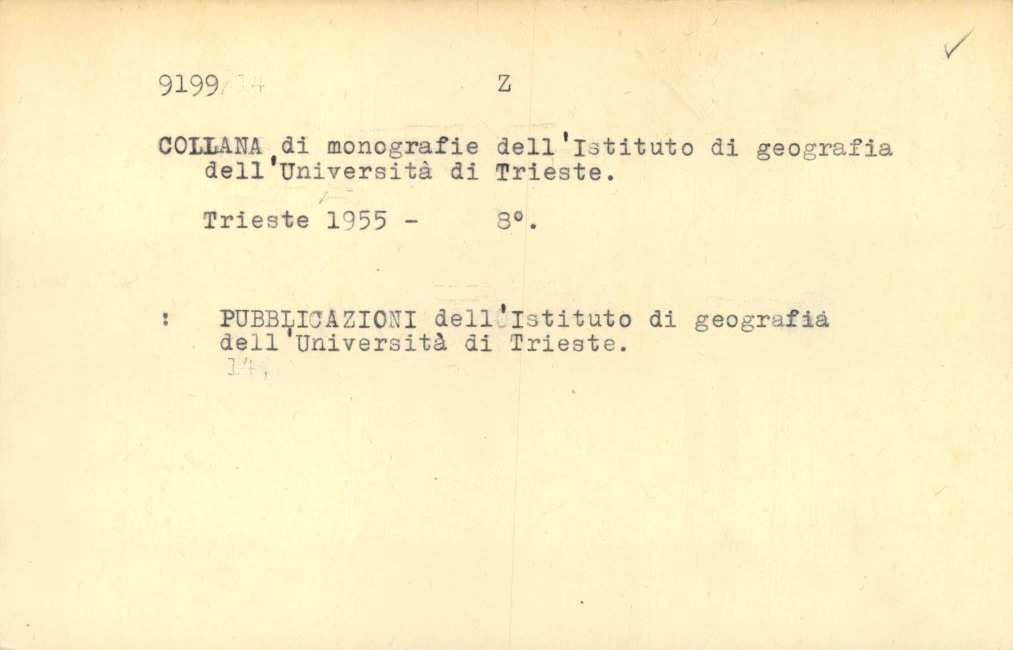 9199 Z
COLLANA di monografie dell'Istituto di geografia
dell'Università di Trieste.
Trieste 1955 - 8°.
: PUBBLICAZIONI dell'Istituto di geografia
dell'Università di Trieste.